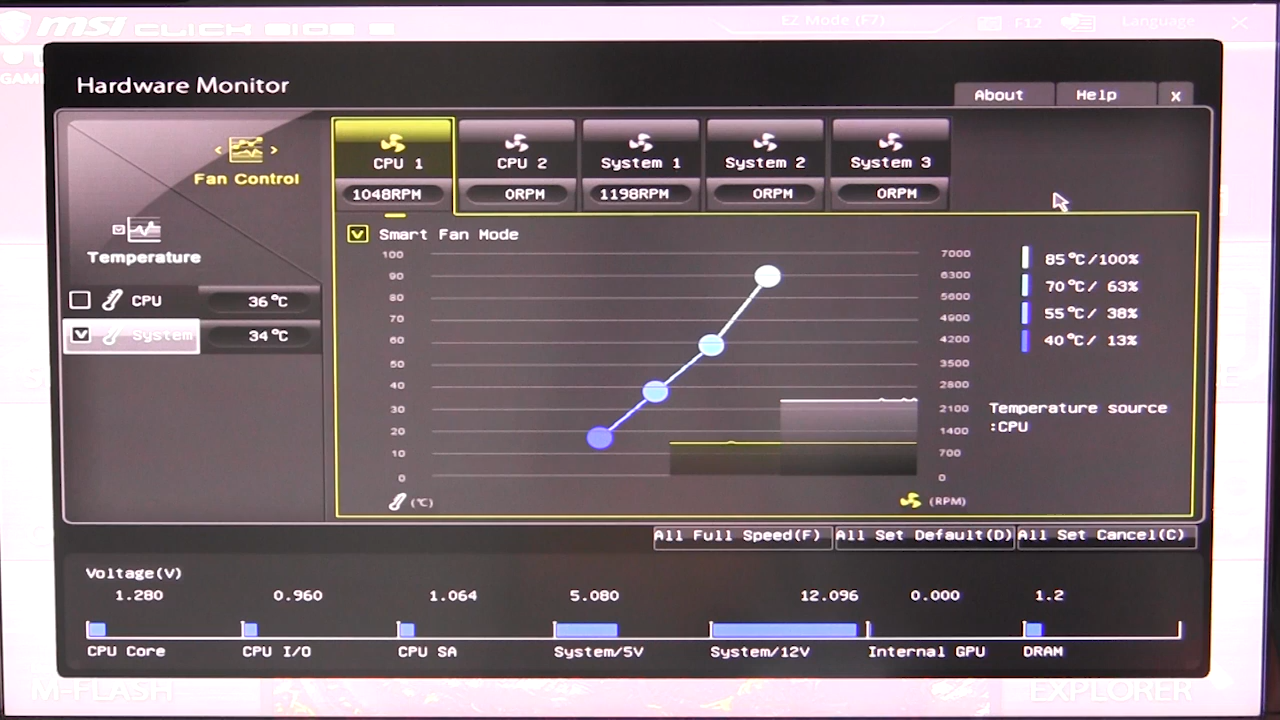 msi CLICK BIOS 5
EZ Mode (F7)
F12
Language
X
GAMI
Hardware Monitor
About
Help
X
Fan Control
Temperature
CPU
36°C
System
34°C
CPU 1
1048RPM
CPU 2
0RPM
System 1
1198RPM
System 2
0RPM
System 3
0RPM
Smart Fan Mode
100
90
80
70
60
50
40
30
20
10
0
7000
6300
5600
4900
4200
3500
2800
2100
1400
700
0
(℃)
(RPM)
85℃/100%
70℃/ 63%
55℃/ 38%
40℃/ 13%
Temperature source
:CPU
All Full Speed(F)
All Set Default(D)
All Set Cancel(C)
Voltage(V)
1.280
0.960
1.064
5.080
12.096
0.000
1.2
CPU Core
CPU I/O
CPU SA
System/5V
System/12V
Internal GPU
DRAM
M-FLASH
EXPLORER